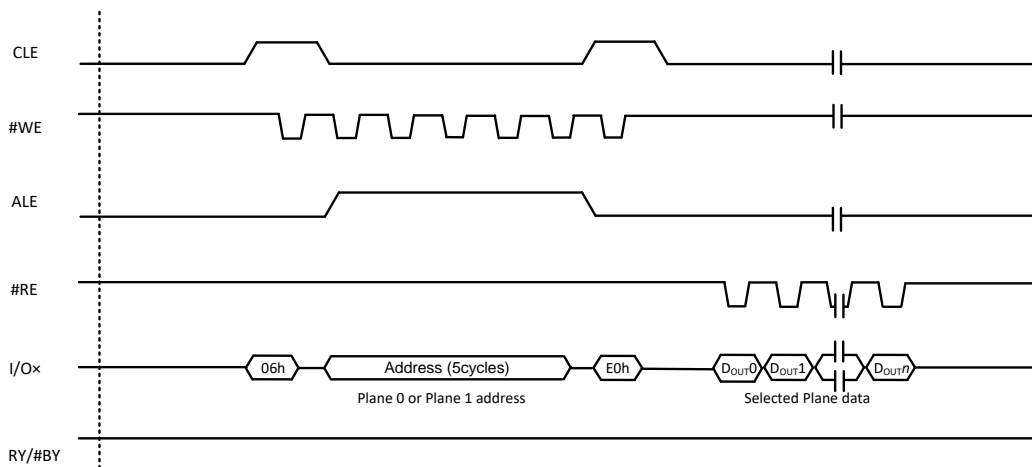 CLE
#WE
ALE
#RE
I/O× 06h Address (5cycles) E0h DOUT0 DOUT1 DOUTn
Plane 0 or Plane 1 address Selected Plane data
RY/#BY